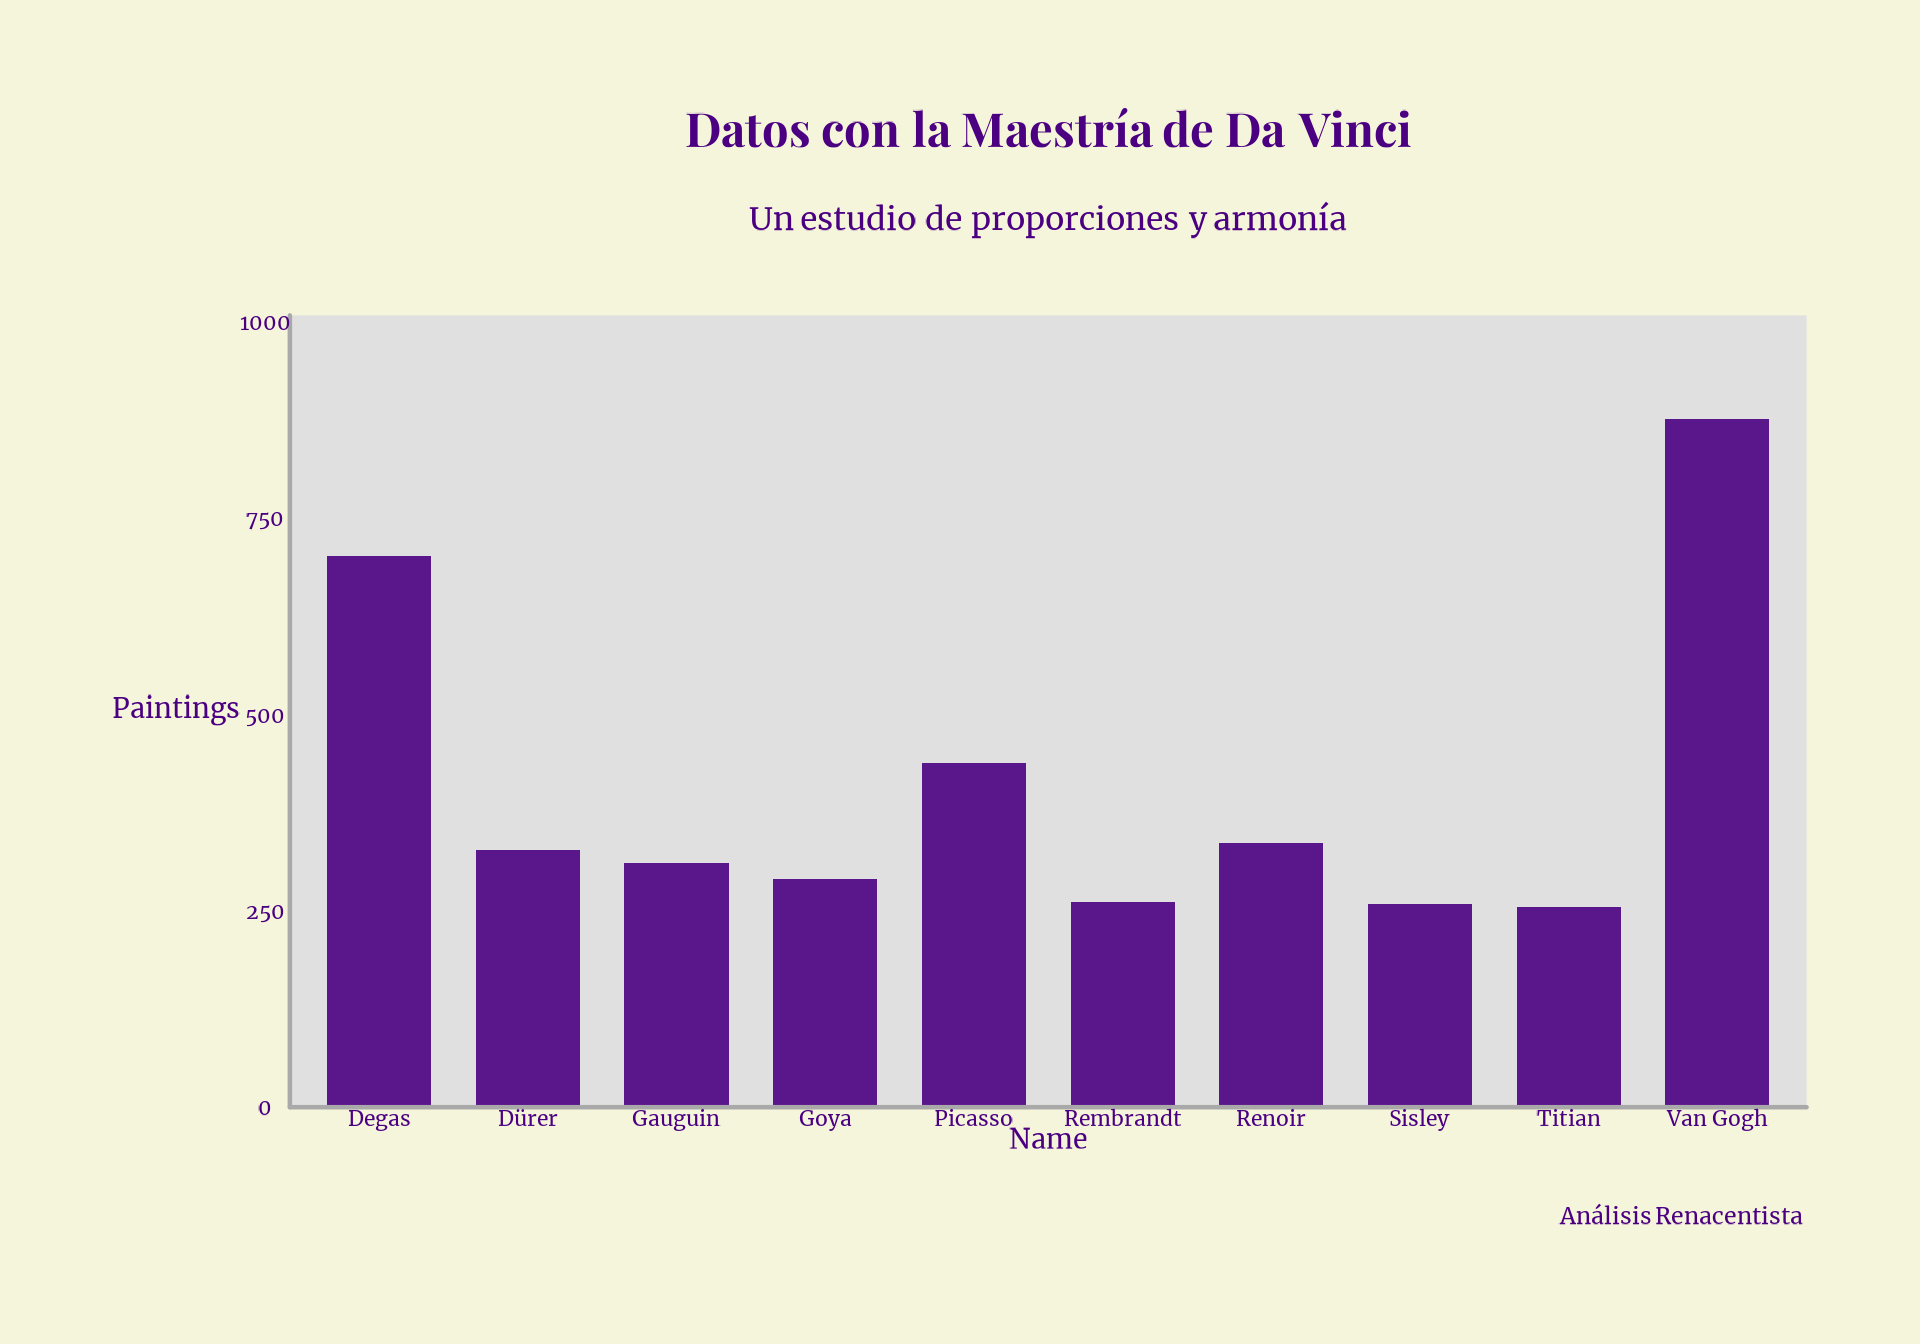 Datos con la Maestría de Da Vinci
Un estudio de proporciones y armonía
1000
750
Paintings
500
250
0
Degas Dürer Gauguin Goya Picasso Rembrandt Renoir Sisley Titian Van Gogh
Name
Análisis Renacentista